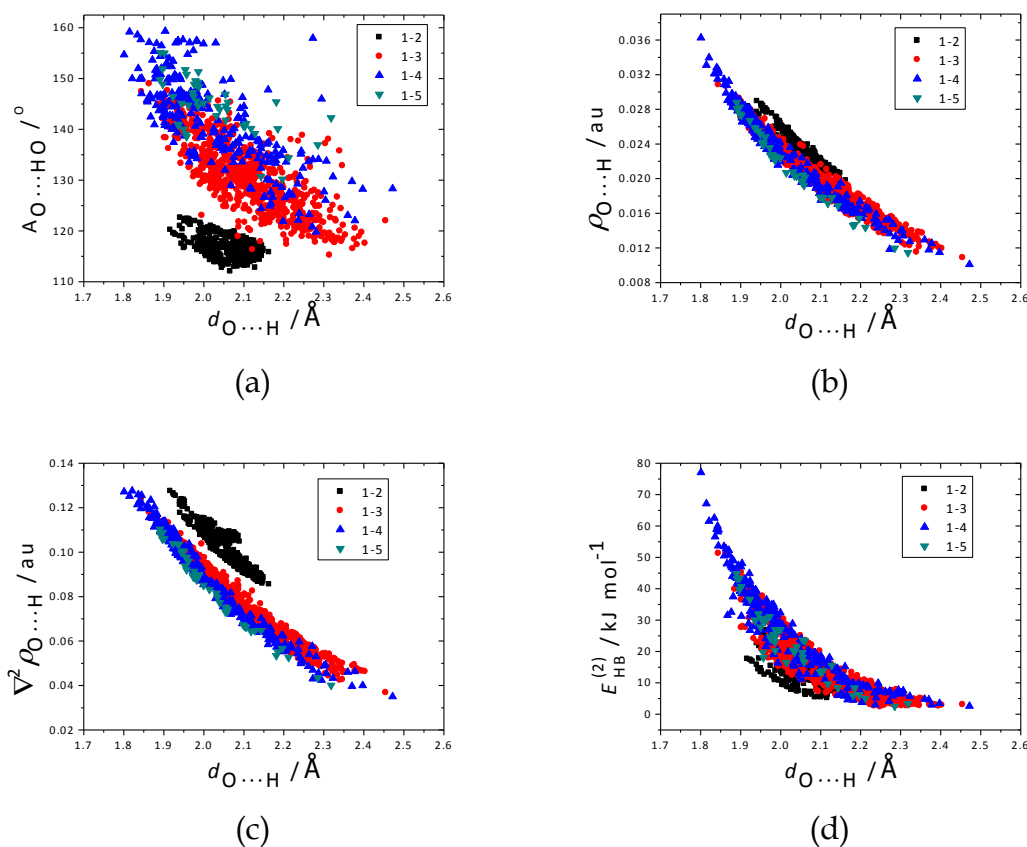 A O···HO / °
160
150
140
130
120
110
1.7 1.8 1.9 2.0 2.1 2.2 2.3 2.4 2.5 2.6
d O···H / Å
1-2
1-3
1-4
1-5
(a)
ρ O···H / au
0.036
0.032
0.028
0.024
0.020
0.016
0.012
0.008
1.7 1.8 1.9 2.0 2.1 2.2 2.3 2.4 2.5 2.6
d O···H / Å
1-2
1-3
1-4
1-5
(b)
∇² ρ O···H / au
0.14
0.12
0.10
0.08
0.06
0.04
0.02
1.7 1.8 1.9 2.0 2.1 2.2 2.3 2.4 2.5 2.6
d O···H / Å
1-2
1-3
1-4
1-5
(c)
E (2) HB / kJ mol⁻¹
80
70
60
50
40
30
20
10
0
1.7 1.8 1.9 2.0 2.1 2.2 2.3 2.4 2.5 2.6
d O···H / Å
1-2
1-3
1-4
1-5
(d)